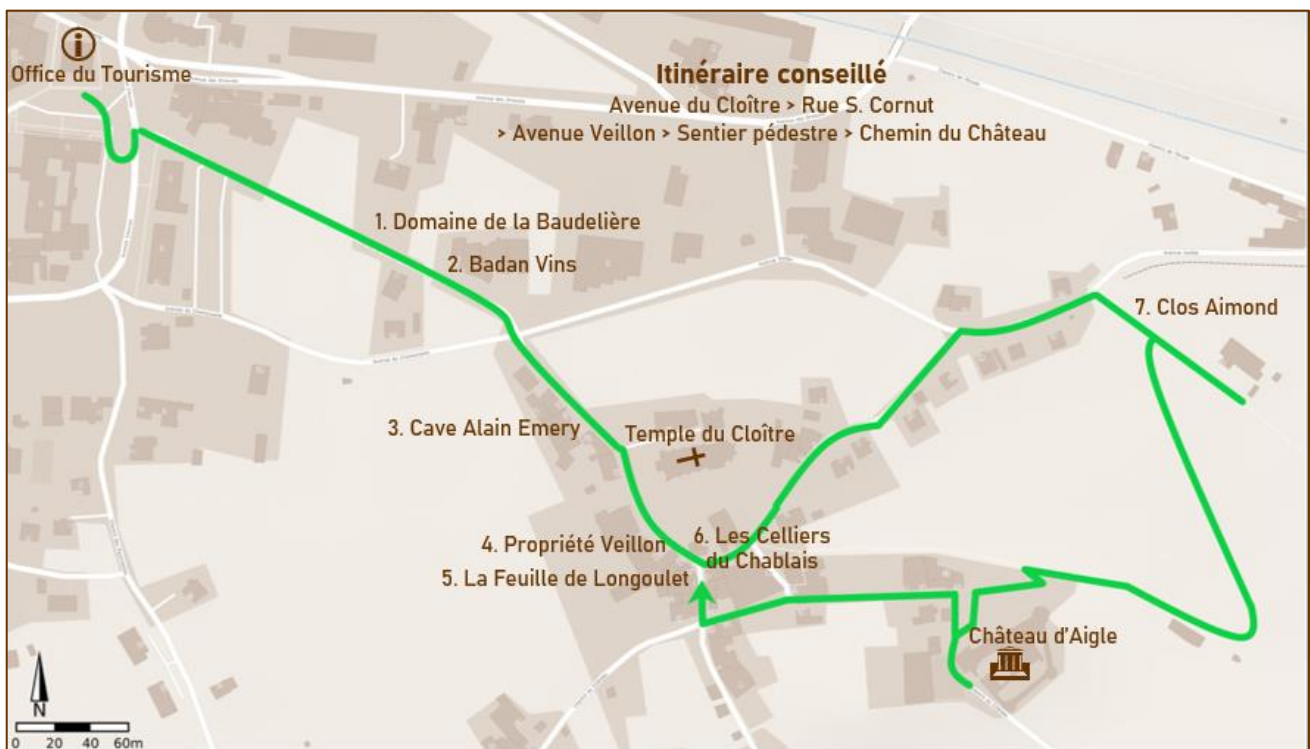 Office du Tourisme
Itinéraire conseillé
Avenue du Cloître > Rue S. Cornut
> Avenue Veillon > Sentier pédestre > Chemin du Château
1. Domaine de la Baudelière
2. Badan Vins
7. Clos Aimond
3. Cave Alain Emery
Temple du Cloître
4. Propriété Veillon
5. La Feuille de Longoulet
6. Les Celliers
du Chablais
Château d'Aigle
N
0 20 40 60m